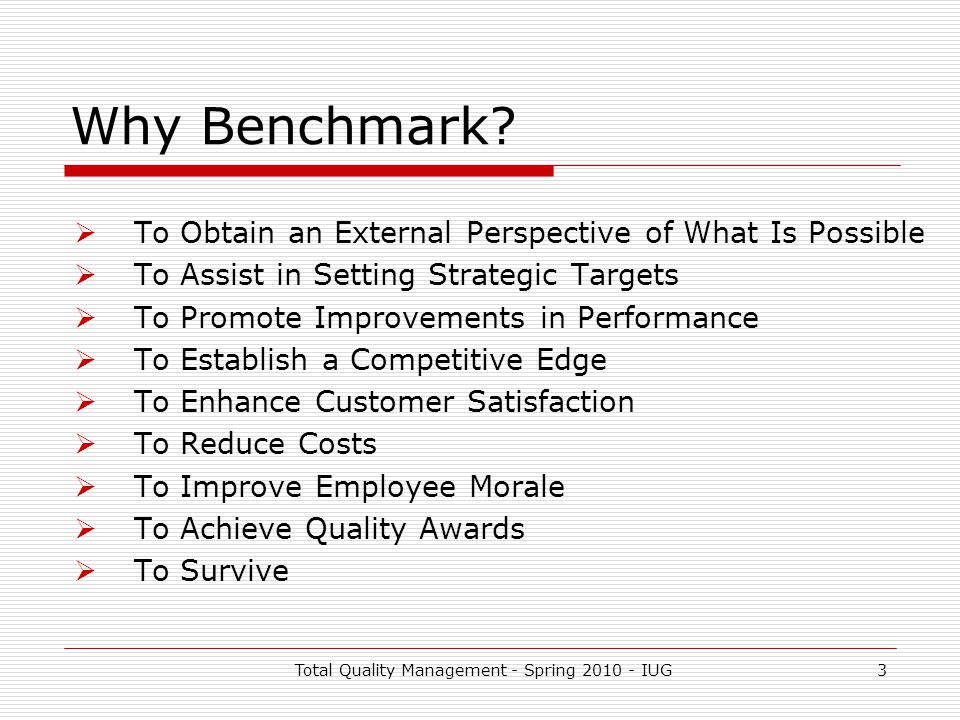 Why Benchmark?
To Obtain an External Perspective of What Is Possible
To Assist in Setting Strategic Targets
To Promote Improvements in Performance
To Establish a Competitive Edge
To Enhance Customer Satisfaction
To Reduce Costs
To Improve Employee Morale
To Achieve Quality Awards
To Survive
Total Quality Management - Spring 2010 - IUG 3